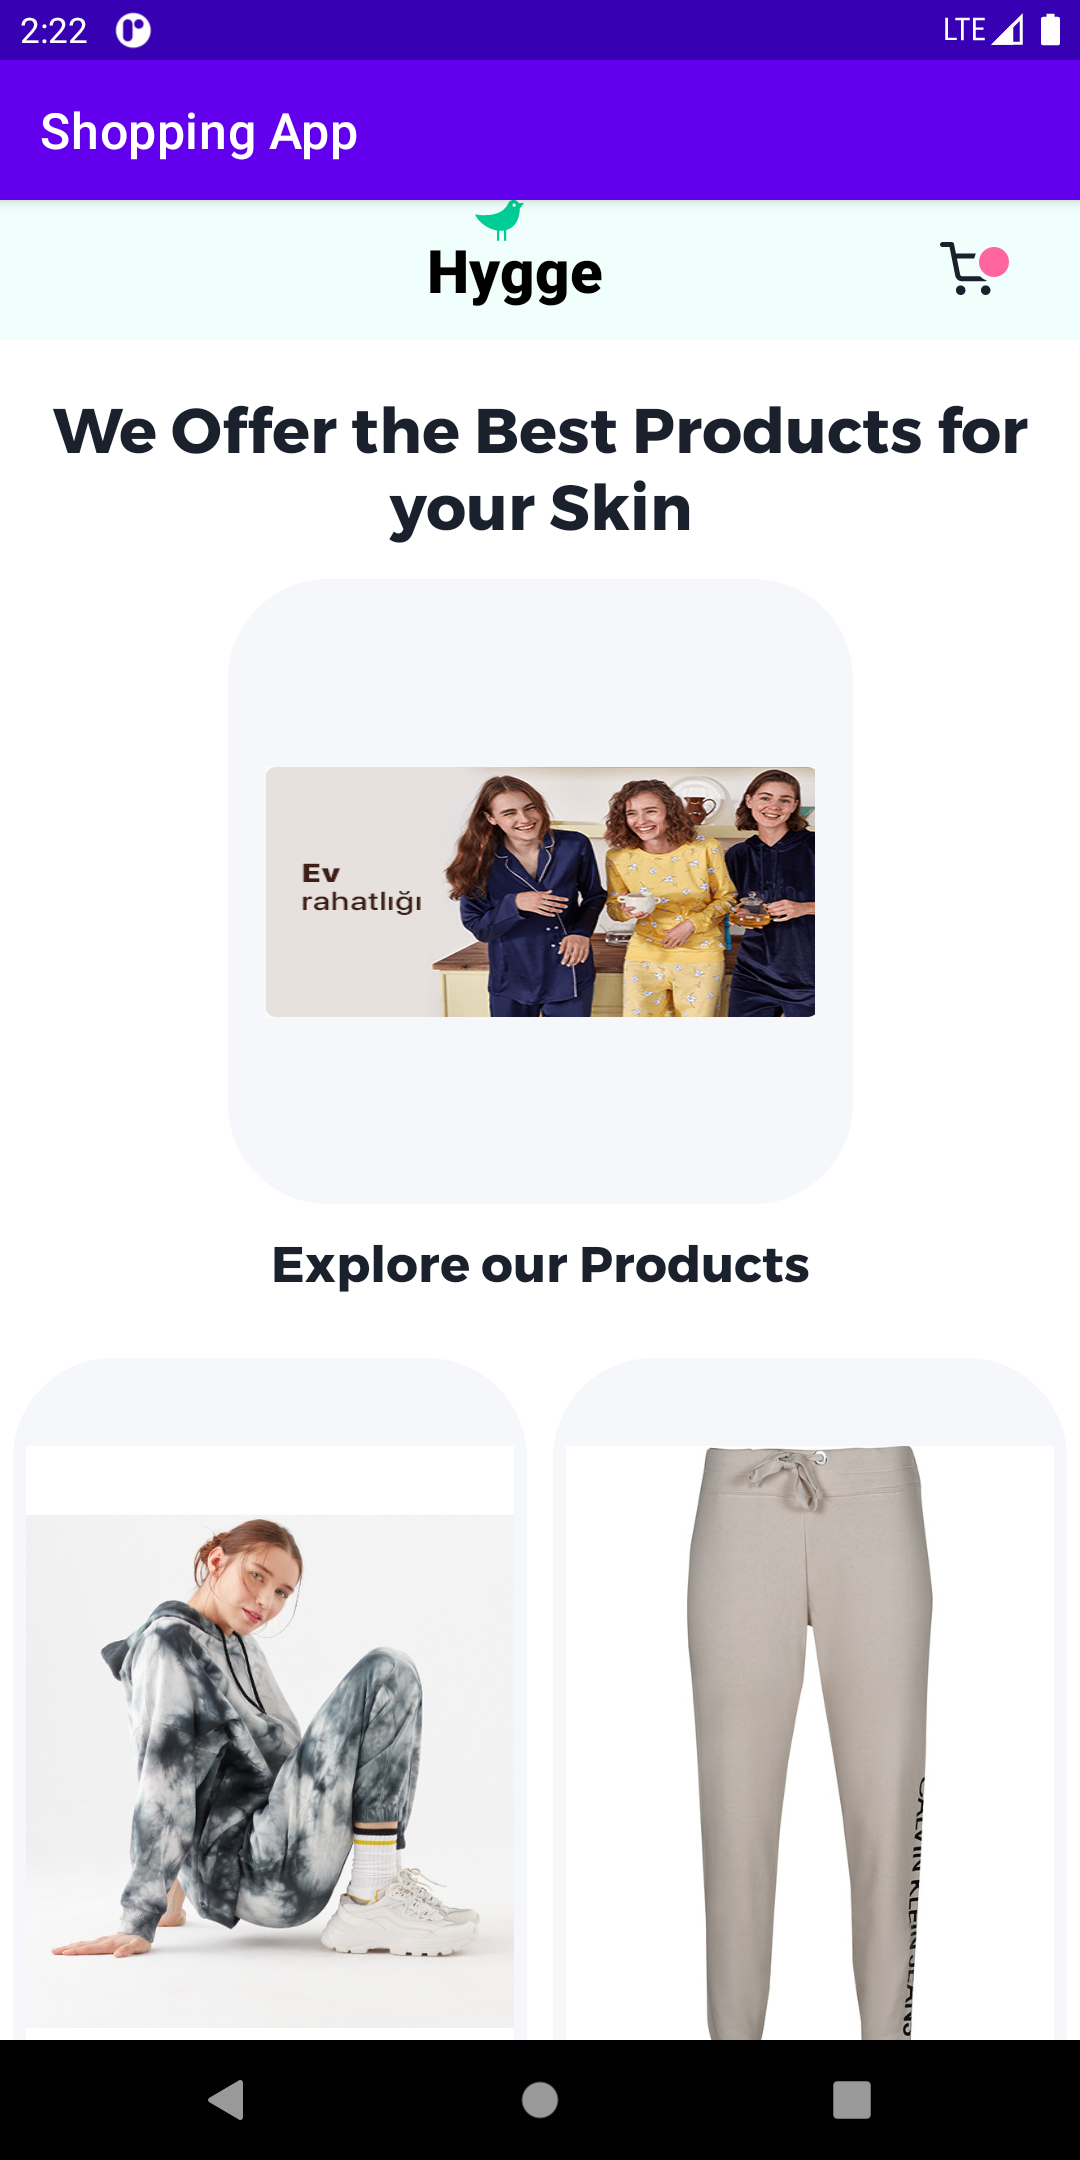 2:22
LTE
Shopping App
Hygge
We Offer the Best Products for
your Skin
Ev
rahatlığı
Explore our Products
CALVIN KLEIN JEANS